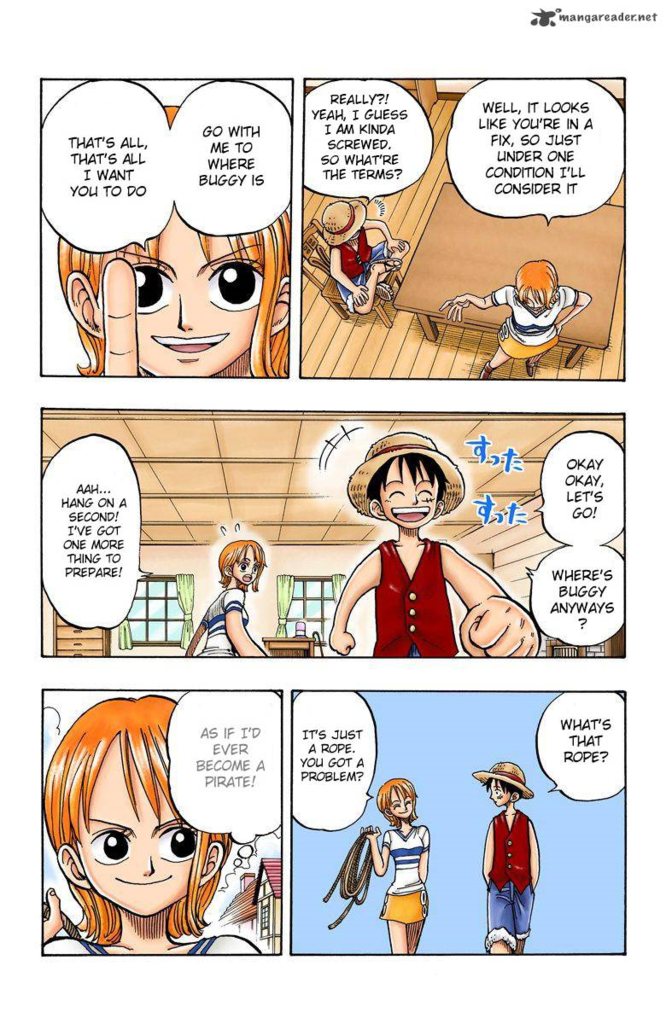 mangareader.net
WELL, IT LOOKS
LIKE YOU'RE IN A
FIX, SO JUST
UNDER ONE
CONDITION I'LL
CONSIDER IT
REALLY?!
YEAH, I GUESS
I AM KINDA
SCREWED.
SO WHAT'RE
THE TERMS?
GO WITH
ME TO
WHERE
BUGGY IS
THAT'S ALL,
THAT'S ALL
I WANT
YOU TO DO
OKAY
OKAY,
LET'S
GO!
WHERE'S
BUGGY
ANYWAYS
?
すった
すった
AAH...
HANG ON A
SECOND!
I'VE GOT
ONE MORE
THING TO
PREPARE!
WHAT'S
THAT
ROPE?
IT'S JUST
A ROPE.
YOU GOT A
PROBLEM?
AS IF I'D
EVER
BECOME A
PIRATE!